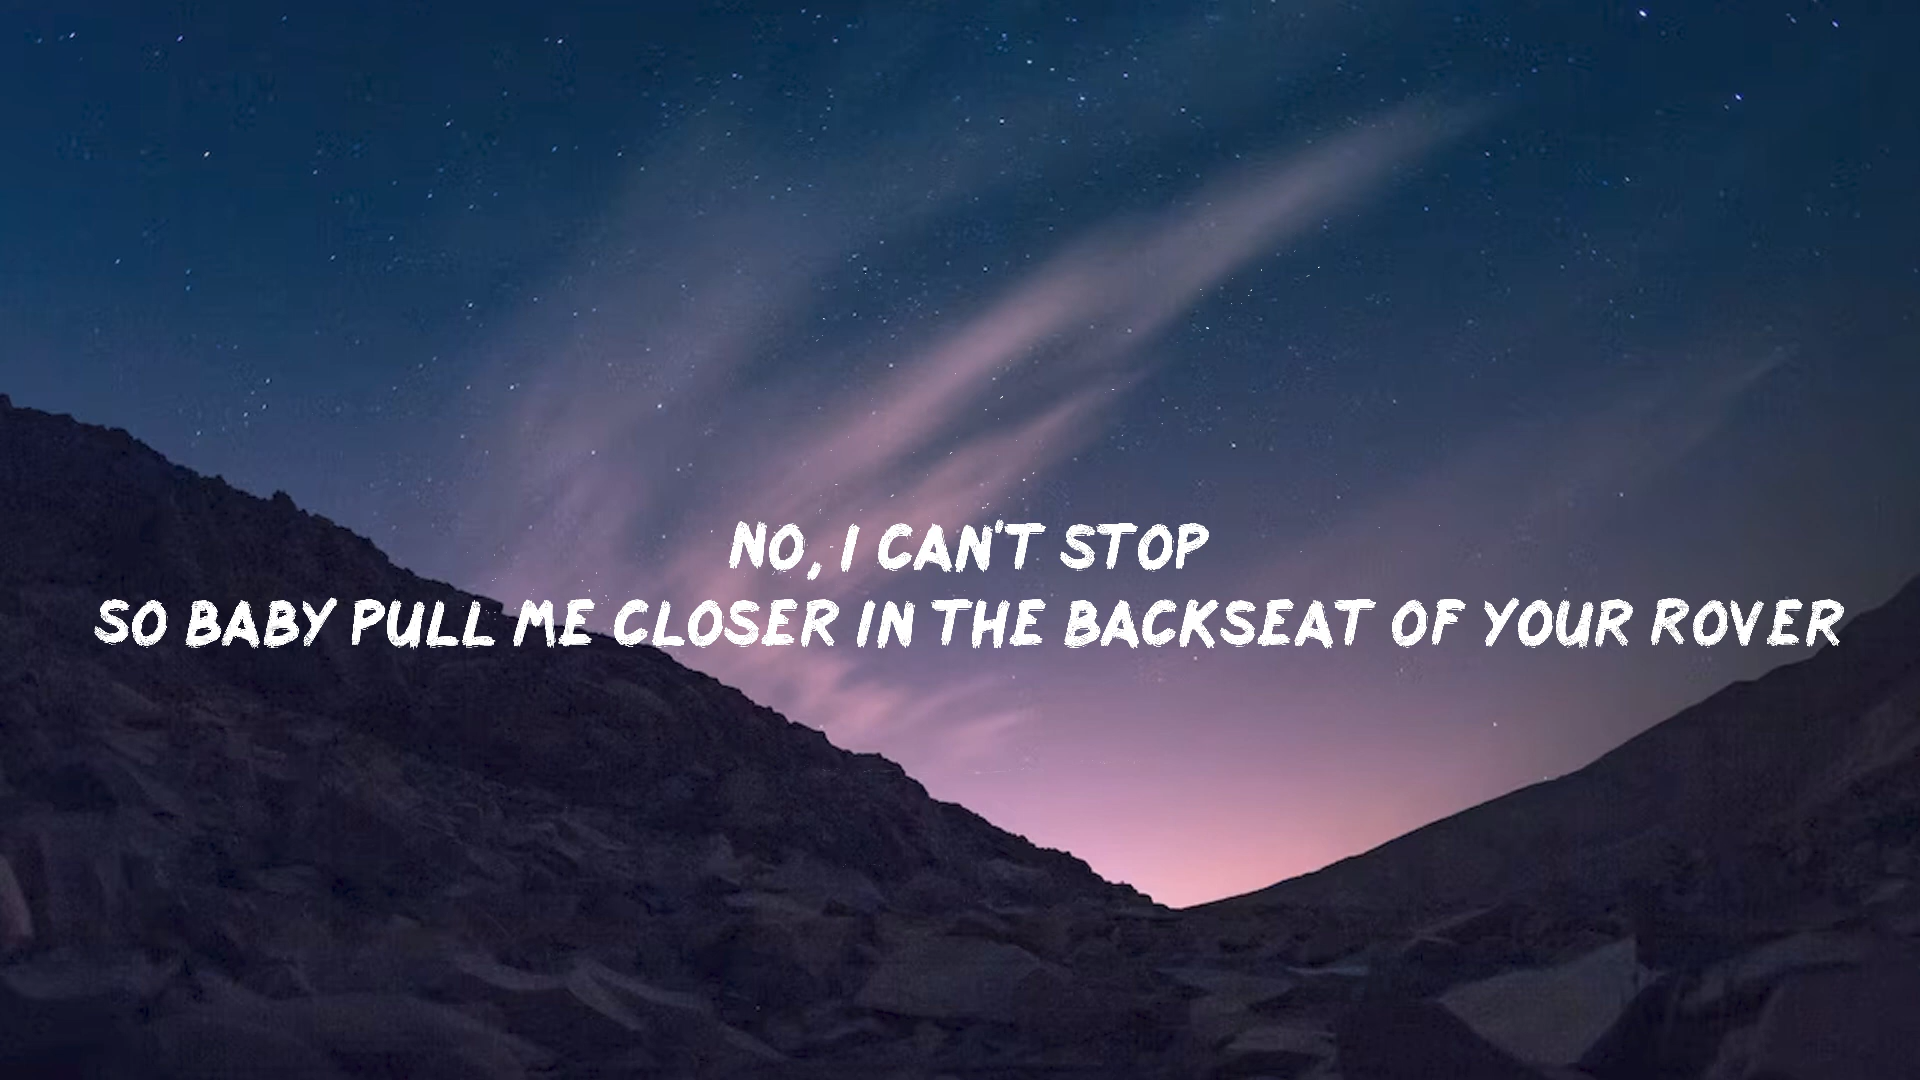 NO, I CAN'T STOP
SO BABY PULL ME CLOSER IN THE BACKSEAT OF YOUR ROVER